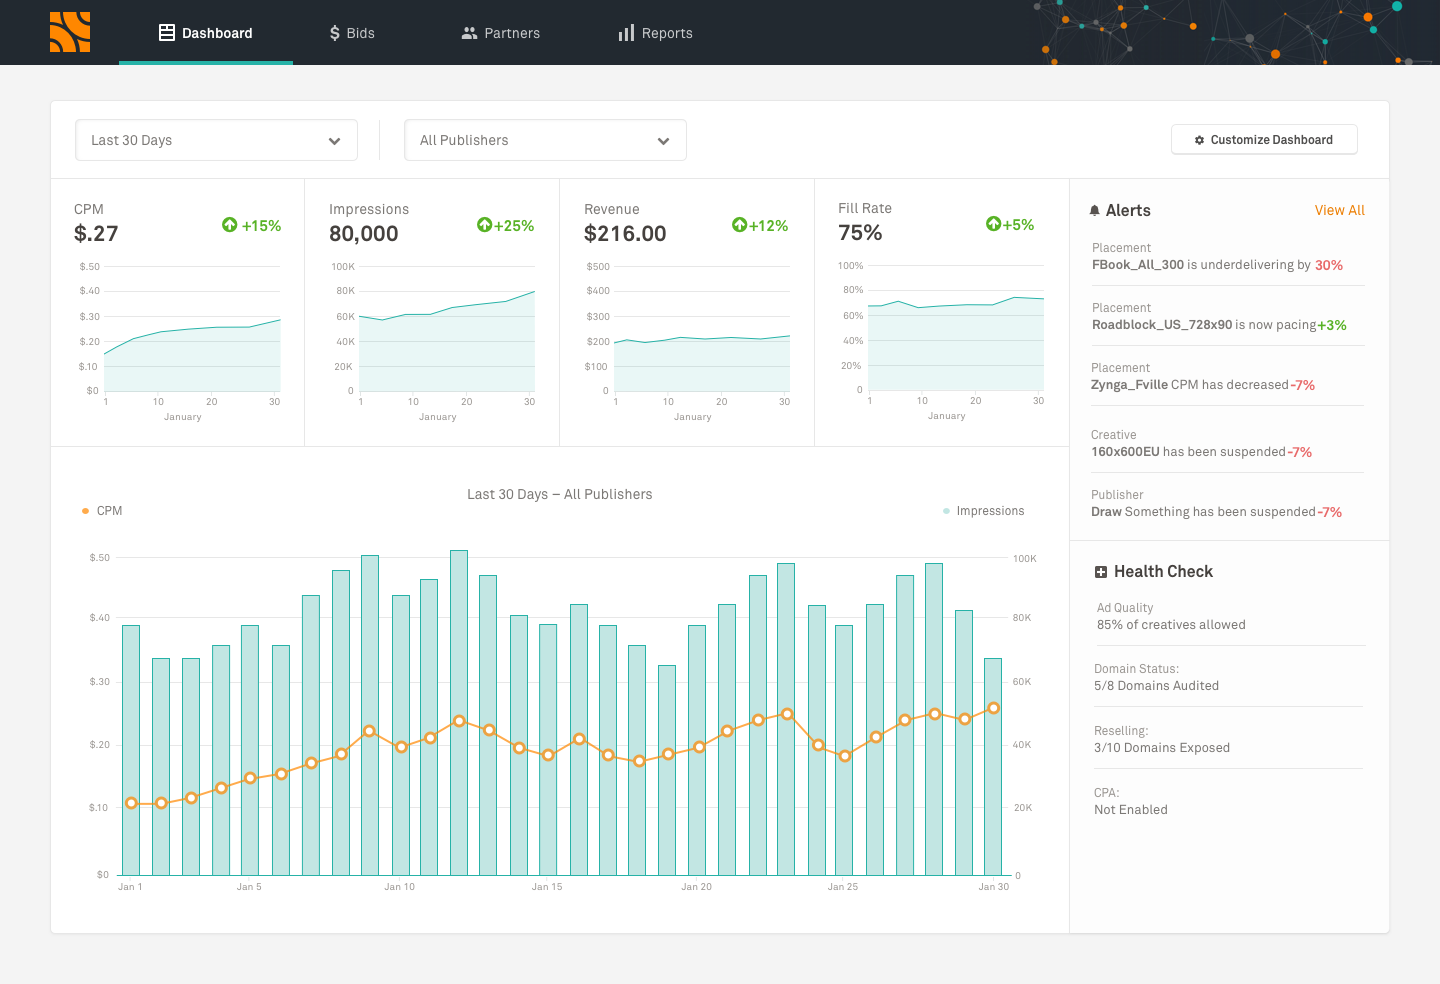 Dashboard
Bids
Partners
Reports
Last 30 Days
All Publishers
Customize Dashboard
CPM
$.27
+15%
$.50
$.40
$.30
$.20
$.10
$0
1 10 20 30
January
Impressions
80,000
+25%
100K
80K
60K
40K
20K
0
1 10 20 30
January
Revenue
$216.00
+12%
$500
$400
$300
$200
$100
0
1 10 20 30
January
Fill Rate
75%
+5%
100%
80%
60%
40%
20%
0
1 10 20 30
January
Last 30 Days – All Publishers
CPM
Impressions
$.50
$.40
$.30
$.20
$.10
$0
100K
80K
60K
40K
20K
0
Jan 1 Jan 5 Jan 10 Jan 15 Jan 20 Jan 25 Jan 30
Alerts
View All
Placement
FBook_All_300 is underdelivering by 30%
Placement
Roadblock_US_728x90 is now pacing+3%
Placement
Zynga_Fville CPM has decreased-7%
Creative
160x600EU has been suspended-7%
Publisher
Draw Something has been suspended-7%
Health Check
Ad Quality
85% of creatives allowed
Domain Status:
5/8 Domains Audited
Reselling:
3/10 Domains Exposed
CPA:
Not Enabled